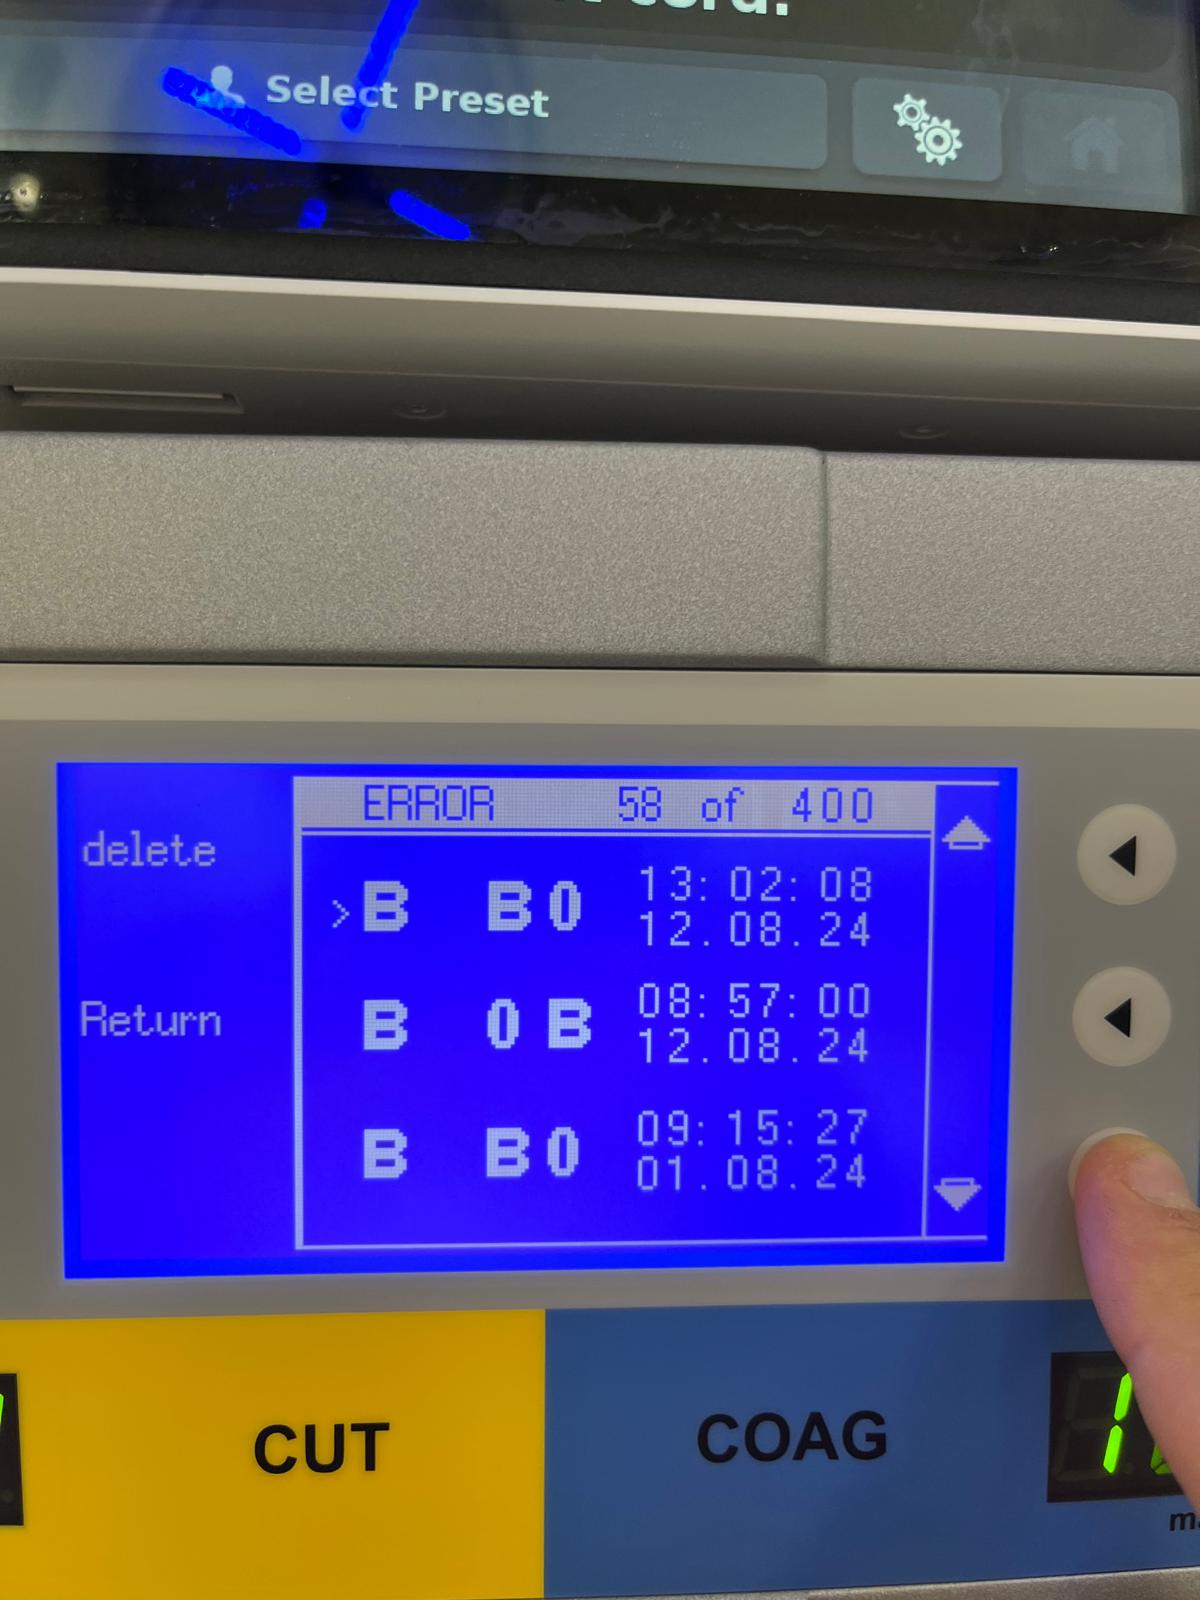 Select Preset
ERROR 58 of 400
delete
>B B0 13:02:08
12.08.24
Return
B 0B 08:57:00
12.08.24
B B0 09:15:27
01.08.24
CUT
COAG